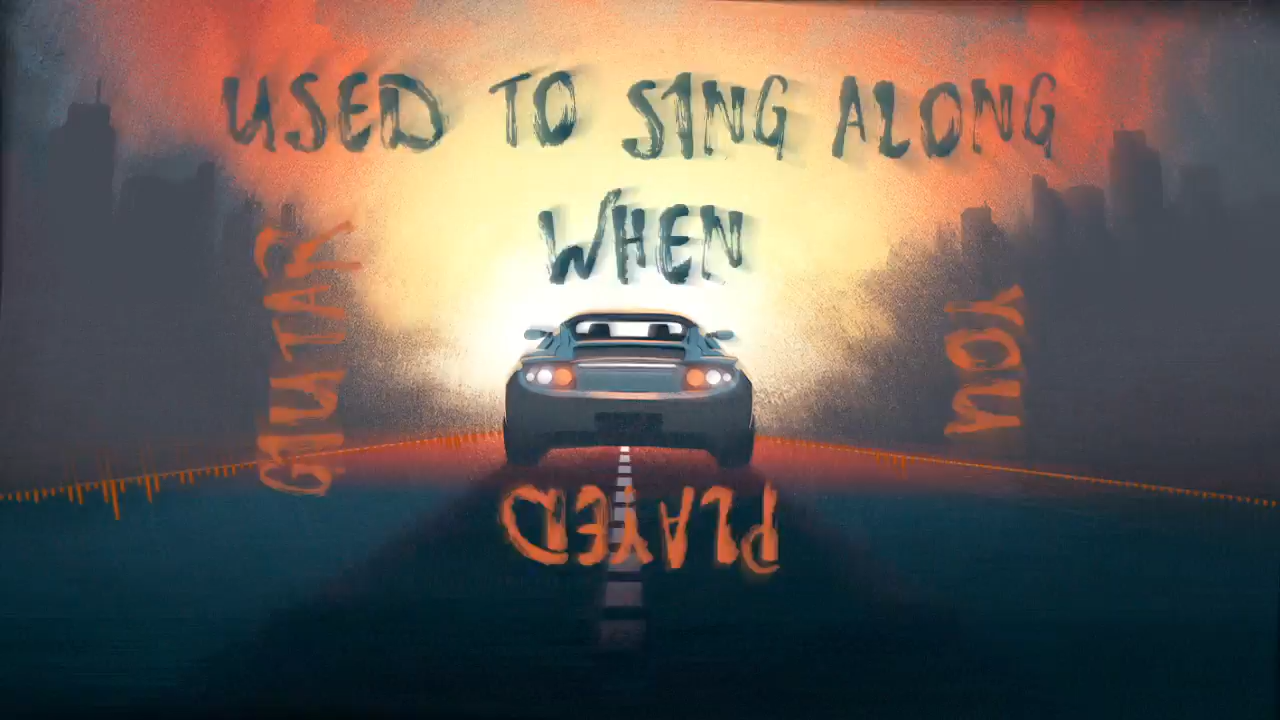 USED TO SING ALONG
WHEN
YOU
PLAYED
GUITAR